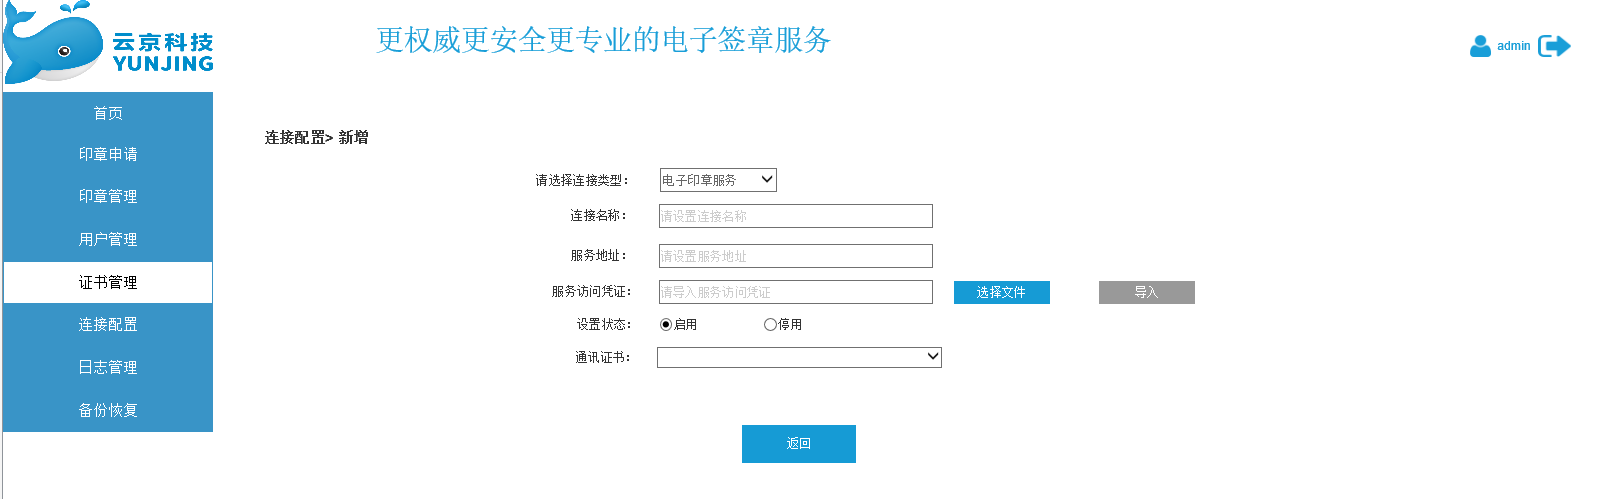 云京科技
YUNJING
更权威更安全更专业的电子签章服务
admin
首页
印章申请
印章管理
用户管理
证书管理
连接配置
日志管理
备份恢复
连接配置> 新增
请选择连接类型： 电子印章服务
连接名称： 请设置连接名称
服务地址： 请设置服务地址
服务访问凭证： 请导入服务访问凭证 选择文件 导入
设置状态： 启用 停用
通讯证书：
返回